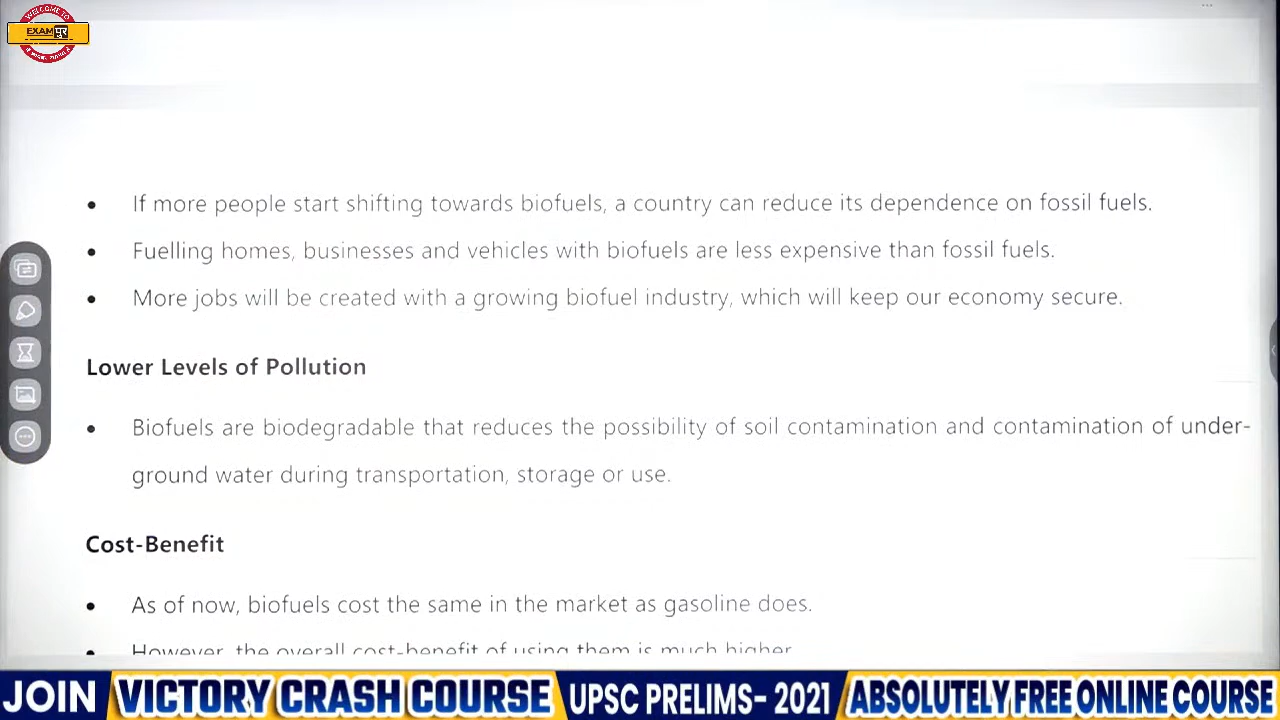 WELCOME TO
EXAM पुर
• If more people start shifting towards biofuels, a country can reduce its dependence on fossil fuels.
• Fuelling homes, businesses and vehicles with biofuels are less expensive than fossil fuels.
• More jobs will be created with a growing biofuel industry, which will keep our economy secure.
Lower Levels of Pollution
• Biofuels are biodegradable that reduces the possibility of soil contamination and contamination of under-
ground water during transportation, storage or use.
Cost-Benefit
• As of now, biofuels cost the same in the market as gasoline does.
• However, the overall cost-benefit of using them is much higher
JOIN VICTORY CRASH COURSE UPSC PRELIMS- 2021 ABSOLUTELY FREE ONLINE COURSE